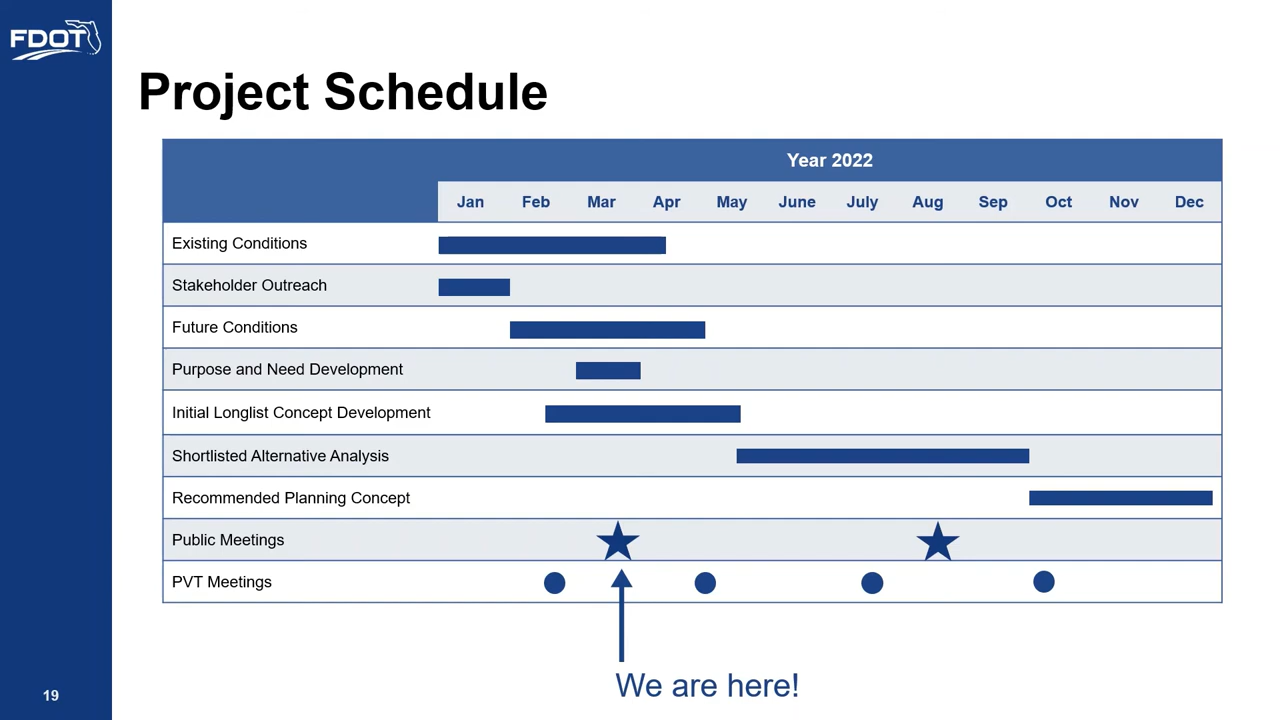 FDOT
Project Schedule
Year 2022
Jan Feb Mar Apr May June July Aug Sep Oct Nov Dec
Existing Conditions
Stakeholder Outreach
Future Conditions
Purpose and Need Development
Initial Longlist Concept Development
Shortlisted Alternative Analysis
Recommended Planning Concept
Public Meetings
PVT Meetings
We are here!
19